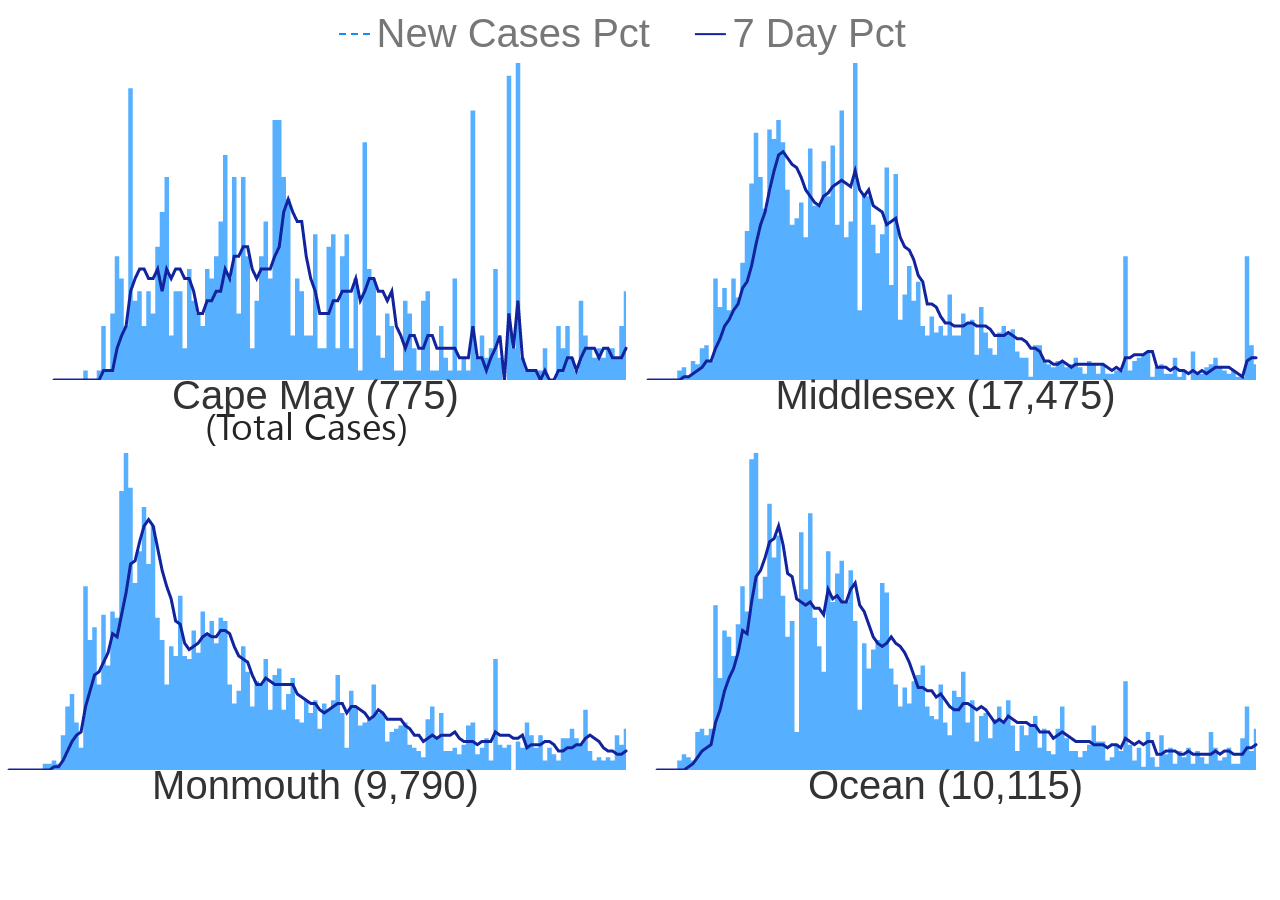 New Cases Pct 7 Day Pct
Cape May (775) Middlesex (17,475)
(Total Cases)
Monmouth (9,790) Ocean (10,115)